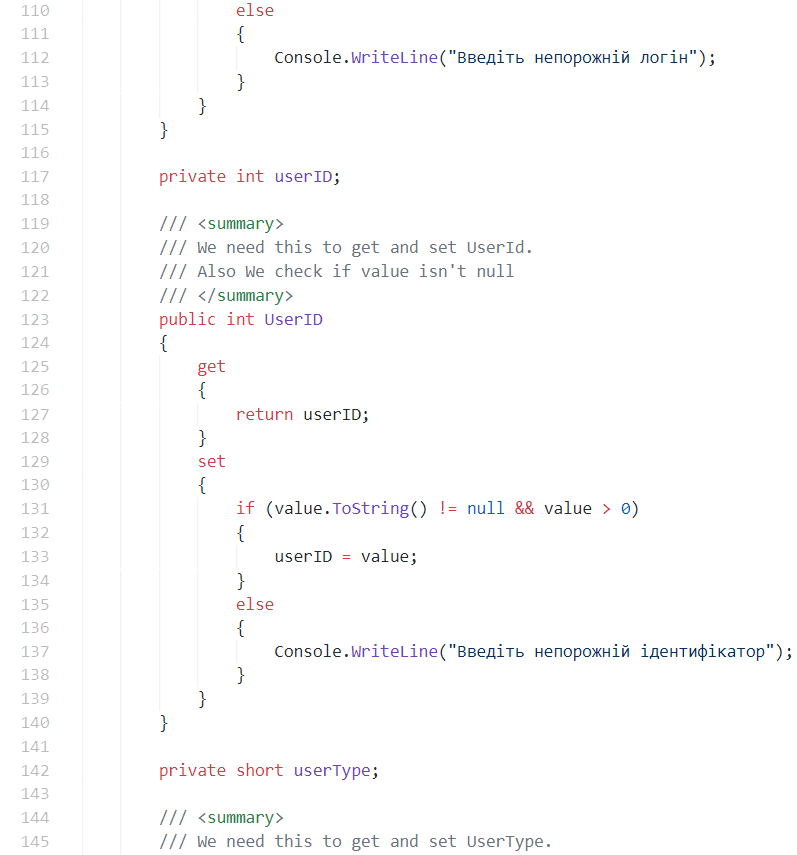 110 else
111 {
112 Console.WriteLine("Введіть непорожній логін");
113 }
114 }
115 }
116
117 private int userID;
118
119 /// <summary>
120 /// We need this to get and set UserId.
121 /// Also We check if value isn't null
122 /// </summary>
123 public int UserID
124 {
125 get
126 {
127 return userID;
128 }
129 set
130 {
131 if (value.ToString() != null && value > 0)
132 {
133 userID = value;
134 }
135 else
136 {
137 Console.WriteLine("Введіть непорожній ідентифікатор");
138 }
139 }
140 }
141
142 private short userType;
143
144 /// <summary>
145 /// We need this to get and set UserType.